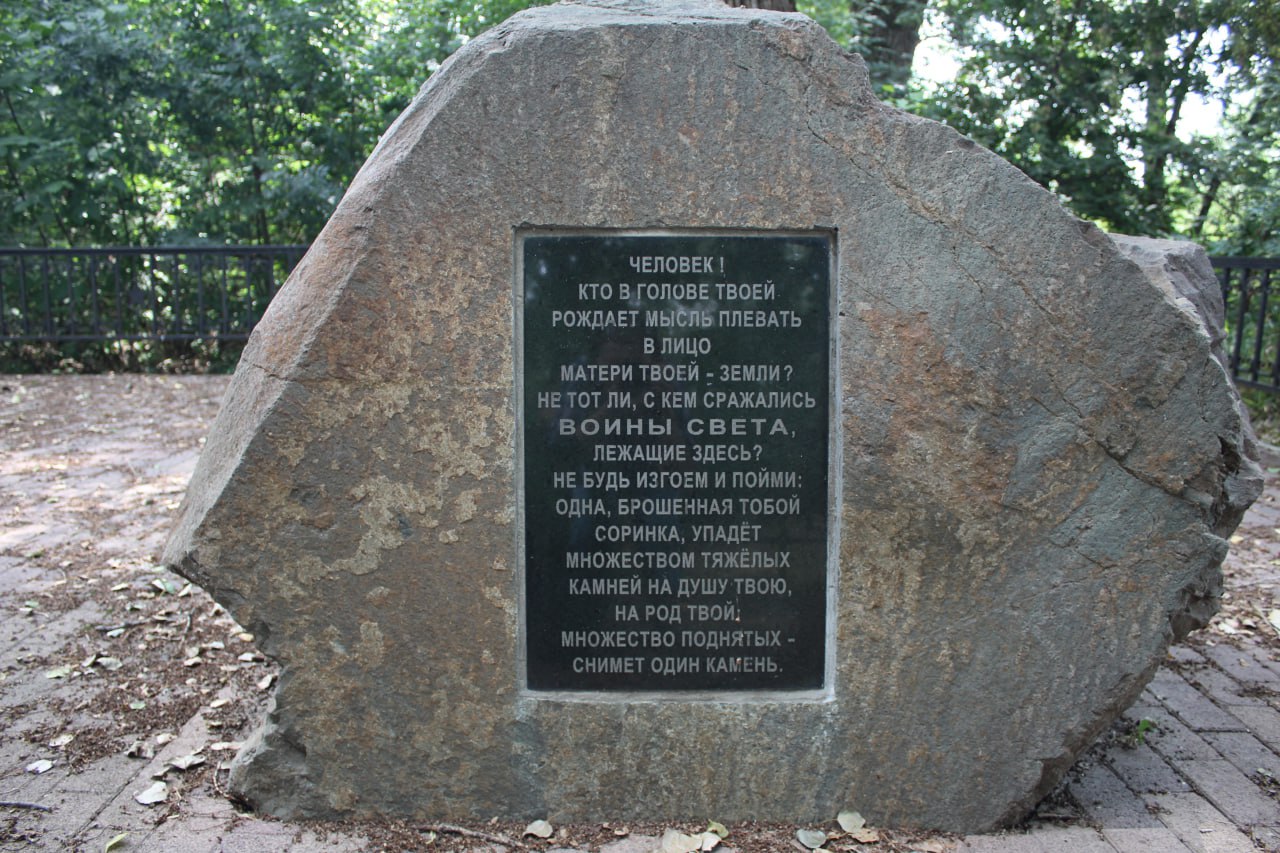 ЧЕЛОВЕК !
КТО В ГОЛОВЕ ТВОЕЙ
РОЖДАЕТ МЫСЛЬ ПЛЕВАТЬ
В ЛИЦО
МАТЕРИ ТВОЕЙ - ЗЕМЛИ ?
НЕ ТОТ ЛИ, С КЕМ СРАЖАЛИСЬ
ВОИНЫ СВЕТА,
ЛЕЖАЩИЕ ЗДЕСЬ?
НЕ БУДЬ ИЗГОЕМ И ПОЙМИ:
ОДНА, БРОШЕННАЯ ТОБОЙ
СОРИНКА, УПАДЁТ
МНОЖЕСТВОМ ТЯЖЁЛЫХ
КАМНЕЙ НА ДУШУ ТВОЮ,
НА РОД ТВОЙ;
МНОЖЕСТВО ПОДНЯТЫХ -
СНИМЕТ ОДИН КАМЕНЬ.